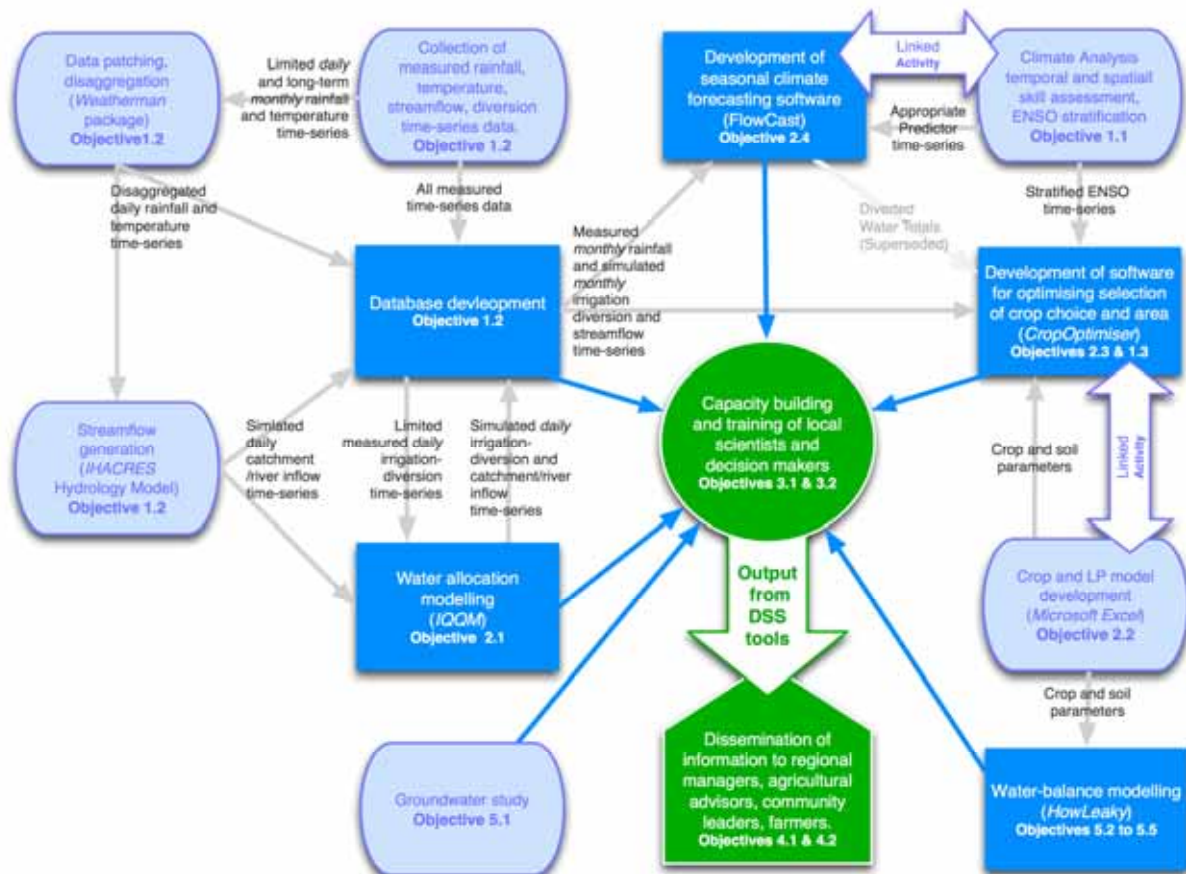 Data patching,
disaggregation
(Weatherman
package)
Objective1.2
Limited daily
and long-term
monthly rainfall
and temperature
time-series
Collection of
measured rainfall,
temperature,
streamflow, diversion
time-series data.
Objective 1.2
Development of
seasonal climate
forecasting software
(FlowCast)
Objective 2.4
Linked
Activity
Climate Analysis
temporal and spatiall
skill assessment,
ENSO stratification
Objective 1.1
Appropriate
Predictor
time-series
Disaggregated
daily rainfall and
temperature
time-series
All measured
time-series data
Measured
monthly rainfall
and simulated
monthly
irrigation
diversion and
streamflow
time-series
Diverted
Water Totals
(Superseded)
Stratified ENSO
time-series
Database devleopment
Objective 1.2
Development of software
for optimising selection
of crop choice and area
(CropOptimiser)
Objectives 2.3 & 1.3
Streamflow
generation
(IHACRES
Hydrology Model)
Objective 1.2
Simlated
daily
catchment
/river inflow
time-series
Limited
measured daily
irrigation-
diversion
time-series
Simulated daily
irrigation-
diversion and
catchment/river
inflow
time-series
Capacity building
and training of local
scientists and
decision makers
Objectives 3.1 & 3.2
Crop and soil
parameters
Linked
Activity
Water allocation
modelling
(IQQM)
Objective 2.1
Output
from
DSS
tools
Crop and LP model
development
(Microsoft Excel)
Objective 2.2
Crop and soil
parameters
Groundwater study
Objective 5.1
Dissemination of
information to regional
managers, agricultural
advisors, community
leaders, farmers.
Objectives 4.1 & 4.2
Water-balance modelling
(HowLeaky)
Objectives 5.2 to 5.5